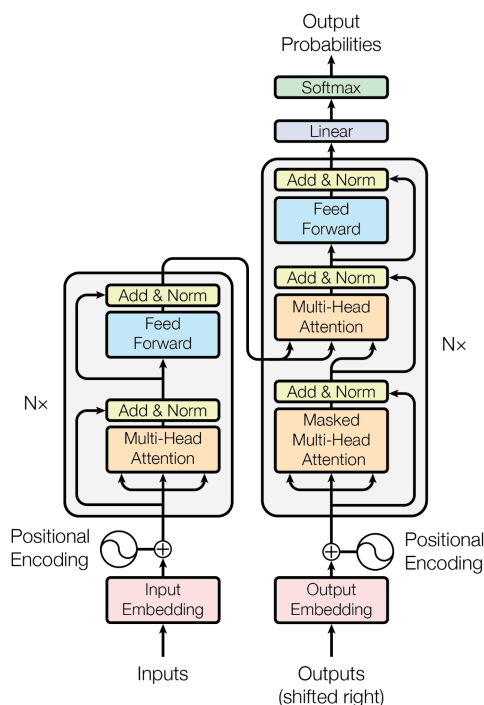 Output
Probabilities
Softmax
Linear
Add & Norm
Feed
Forward
Add & Norm
Multi-Head
Attention
Nx
Add & Norm
Masked
Multi-Head
Attention
Add & Norm
Feed
Forward
Nx
Add & Norm
Multi-Head
Attention
Positional
Encoding
Positional
Encoding
Input
Embedding
Output
Embedding
Inputs
Outputs
(shifted right)